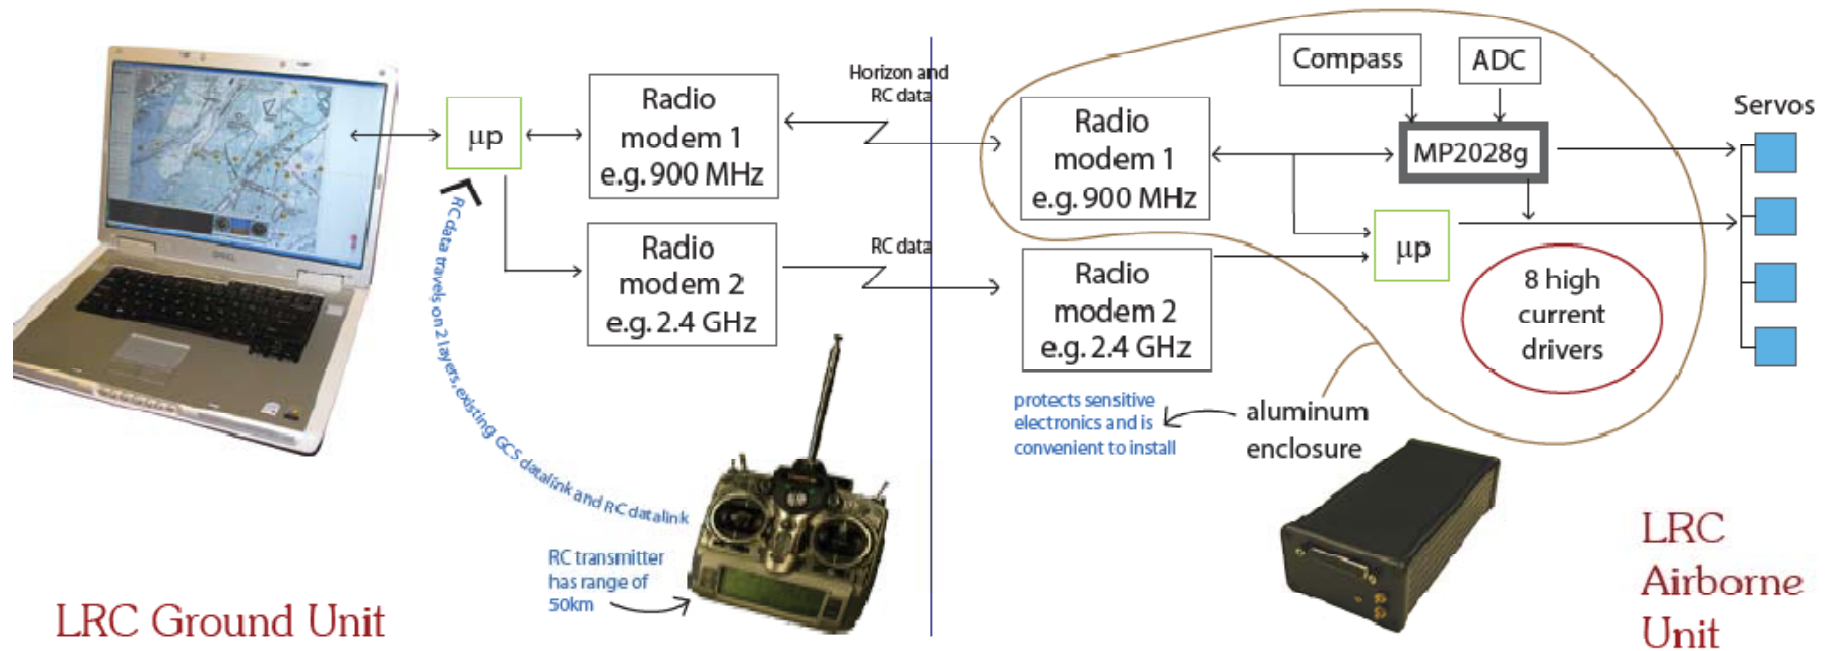 Radio
modem 1
e.g. 900 MHz
μp
Radio
modem 2
e.g. 2.4 GHz
Horizon and
RC data
RC data
RC data travels on 2 layers, existing GCS datalink and RC datalink
RC transmitter
has range of
50km
LRC Ground Unit
Compass
ADC
Radio
modem 1
e.g. 900 MHz
MP2028g
Servos
μp
Radio
modem 2
e.g. 2.4 GHz
8 high
current
drivers
protects sensitive
electronics and is
convenient to install
aluminum
enclosure
LRC
Airborne
Unit
DELL